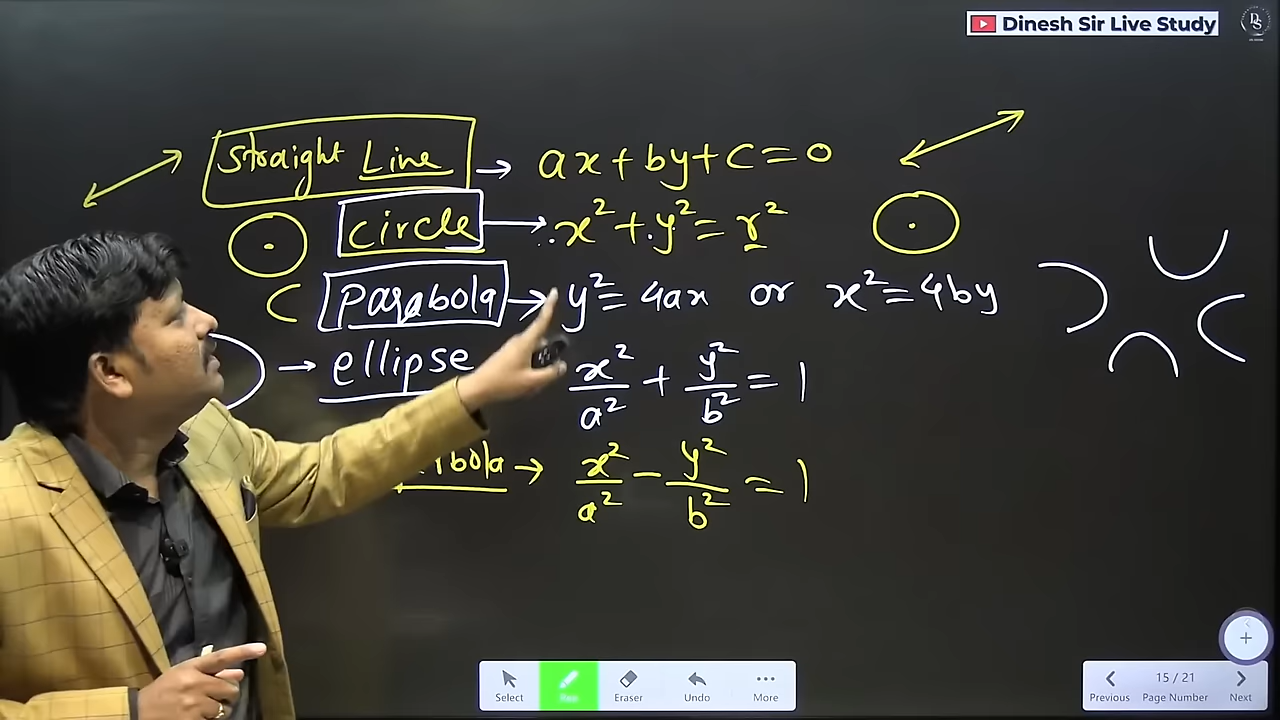 Dinesh Sir Live Study
DS
Straight Line → ax + by + c = 0
Circle → x² + y² = r²
Parabola → y² = 4ax or x² = 4by
→ ellipse x²/a² + y²/b² = 1
bola → x²/a² - y²/b² = 1
Select Pen Eraser Undo More
15 / 21
Previous Page Number Next